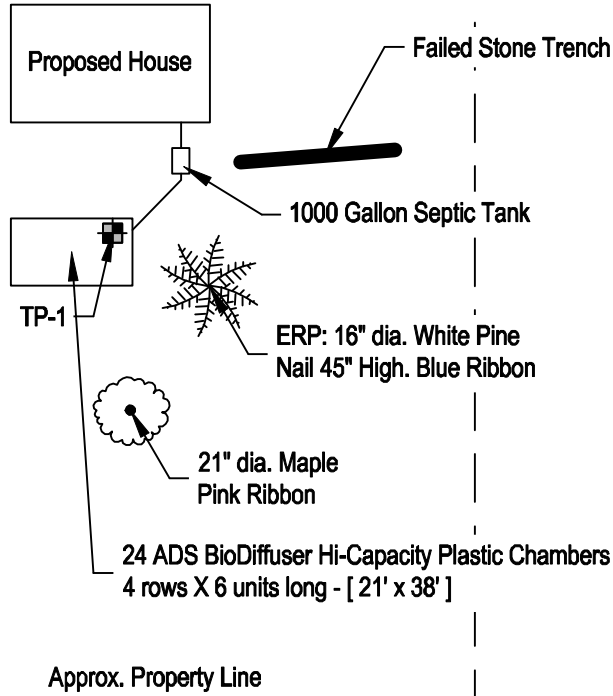 Proposed House
Failed Stone Trench
1000 Gallon Septic Tank
TP-1
ERP: 16" dia. White Pine
Nail 45" High. Blue Ribbon
21" dia. Maple
Pink Ribbon
24 ADS BioDiffuser Hi-Capacity Plastic Chambers
4 rows X 6 units long - [ 21' x 38' ]
Approx. Property Line